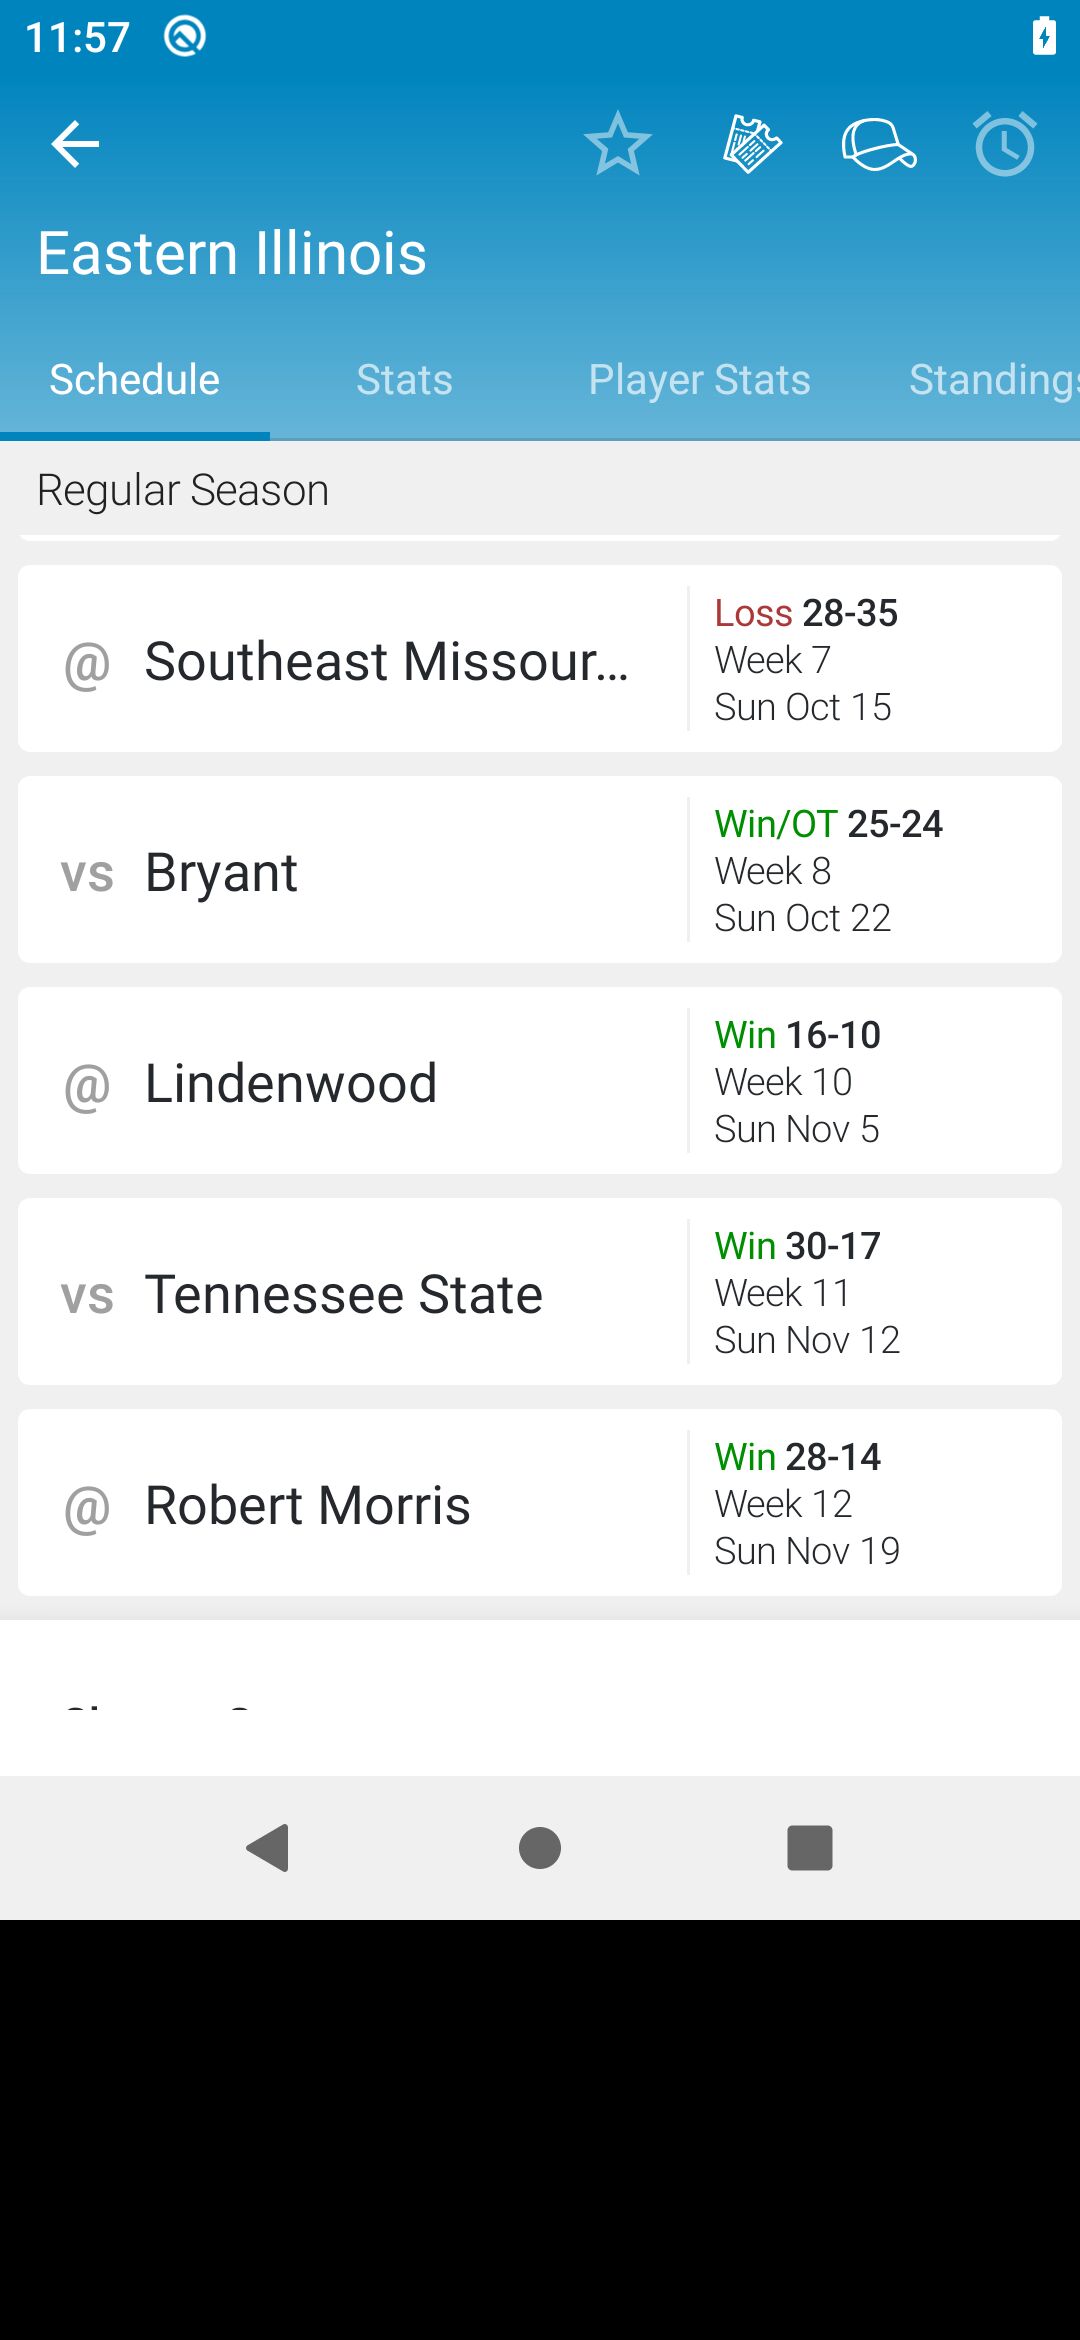 11:57
Eastern Illinois
Schedule Stats Player Stats Standings
Regular Season
Loss 28-35
@ Southeast Missour...
Week 7
Sun Oct 15
Win/OT 25-24
vs Bryant
Week 8
Sun Oct 22
Win 16-10
@ Lindenwood
Week 10
Sun Nov 5
Win 30-17
vs Tennessee State
Week 11
Sun Nov 12
Win 28-14
@ Robert Morris
Week 12
Sun Nov 19